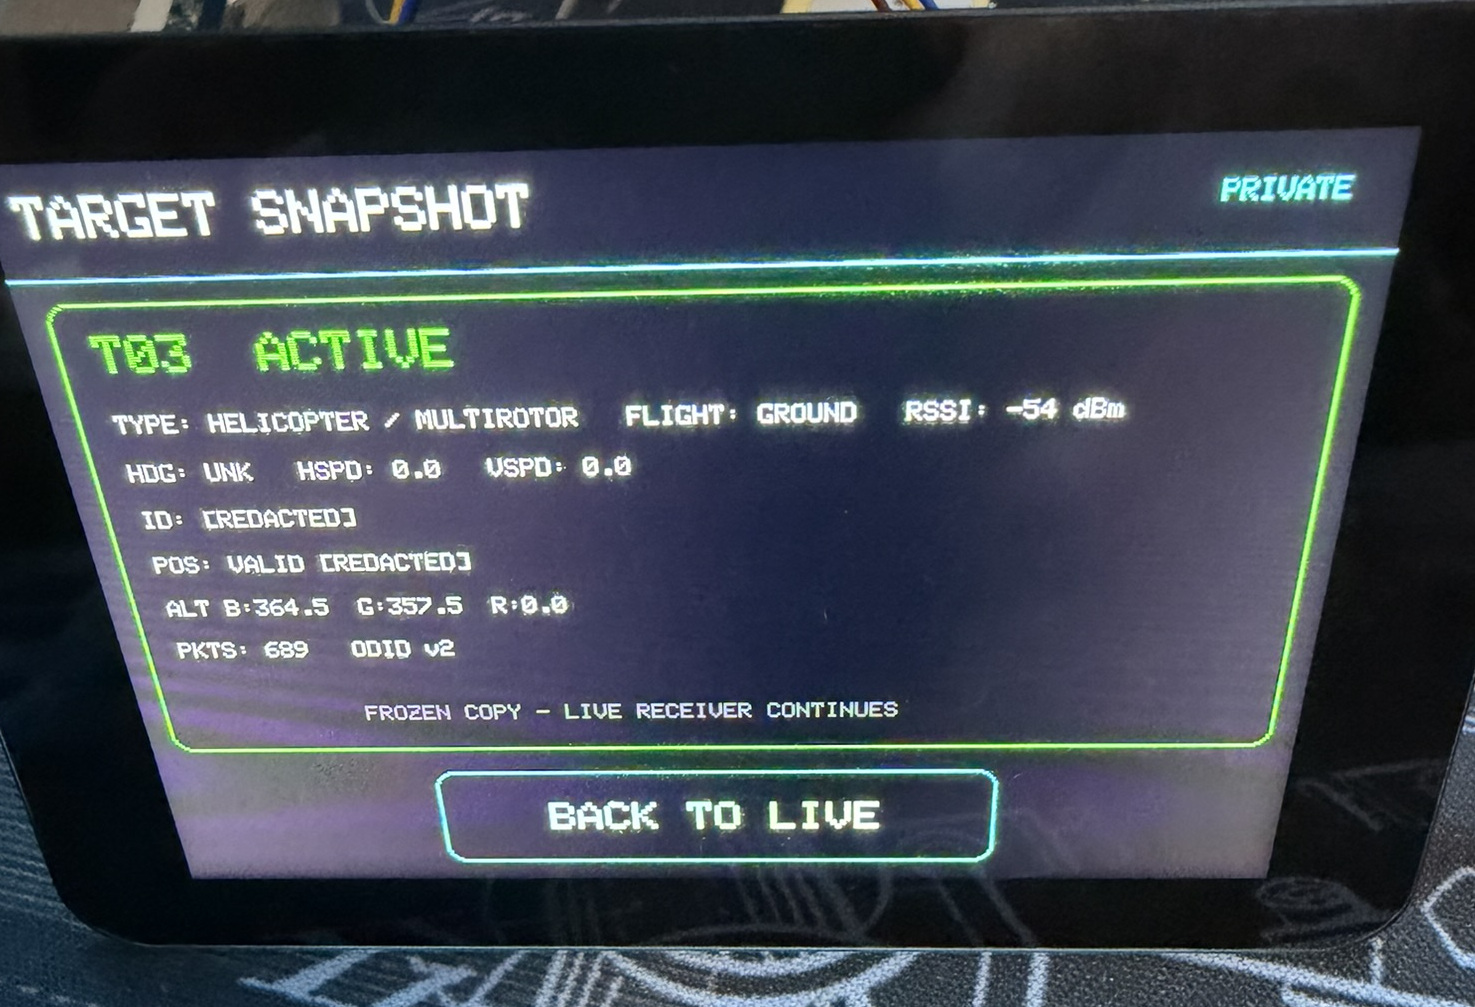 TARGET SNAPSHOT
PRIVATE
T03 ACTIVE
TYPE: HELICOPTER / MULTIROTOR FLIGHT: GROUND RSSI: -54 dBm
HDG: UNK HSPD: 0.0 VSPD: 0.0
ID: [REDACTED]
POS: VALID [REDACTED]
ALT B:364.5 G:357.5 R:0.0
PKTS: 689 ODID v2
FROZEN COPY - LIVE RECEIVER CONTINUES
BACK TO LIVE